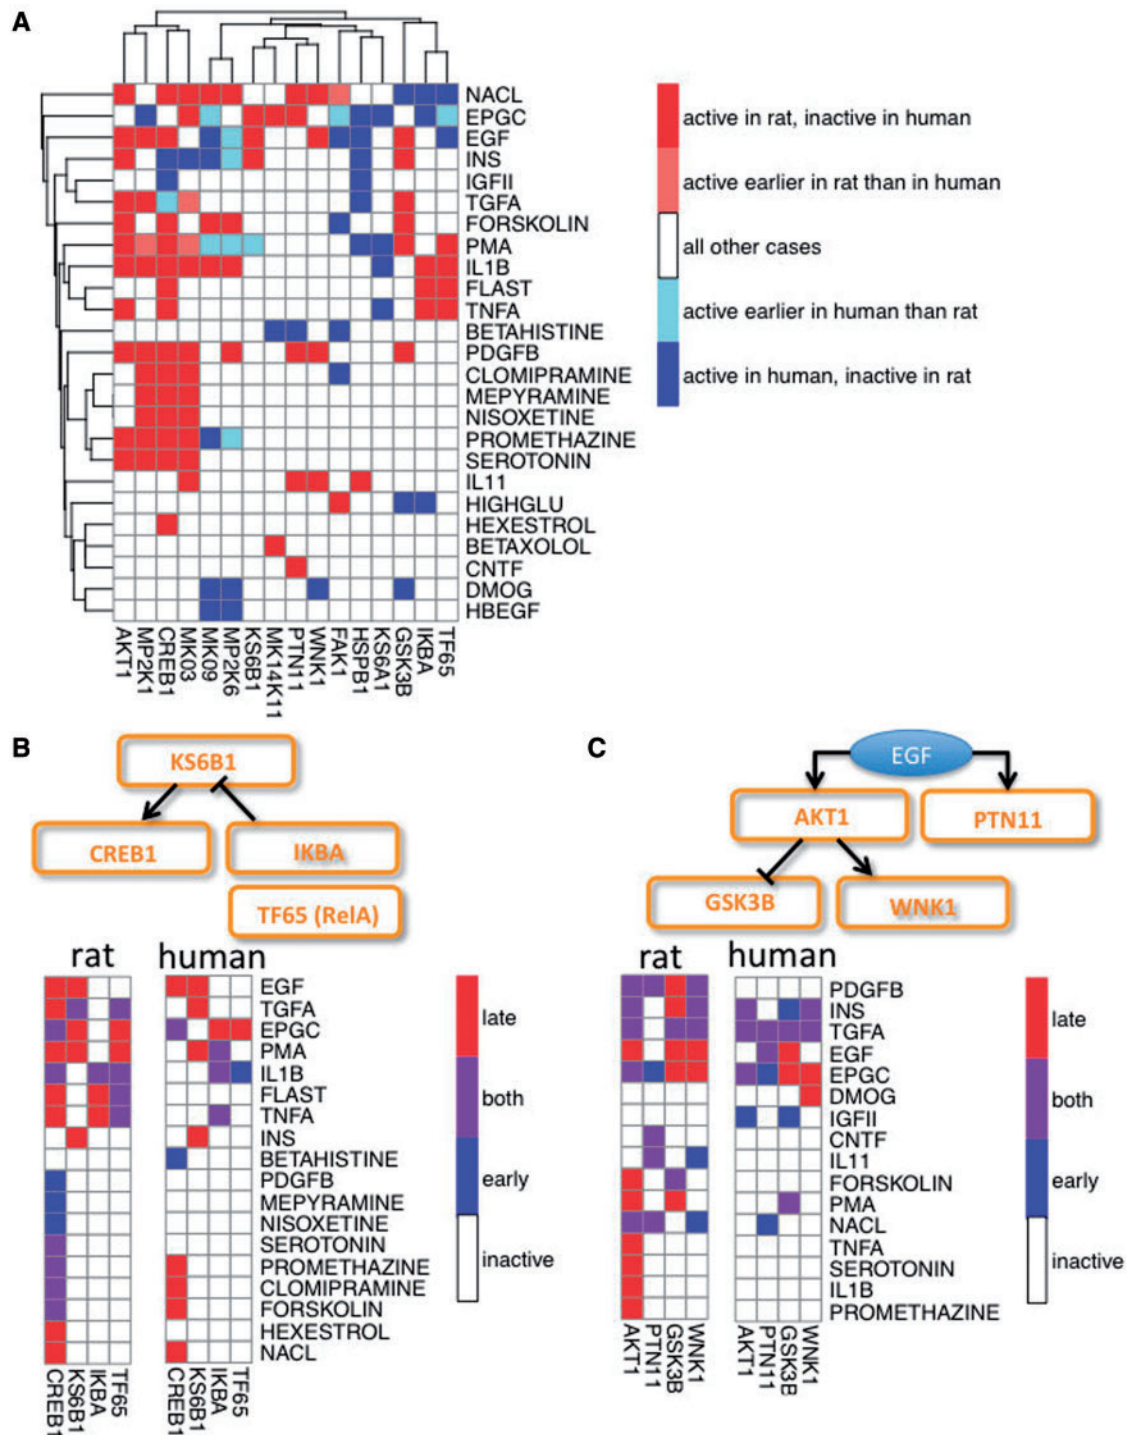 A
NACL
EPGC
EGF
INS
IGFII
TGFA
FORSKOLIN
PMA
IL1B
FLAST
TNFA
BETAHISTINE
PDGFB
CLOMIPRAMINE
MEPYRAMINE
NISOXETINE
PROMETHAZINE
SEROTONIN
IL11
HIGHGLU
HEXESTROL
BETAXOLOL
CNTF
DMOG
HBEGF
active in rat, inactive in human
active earlier in rat than in human
all other cases
active earlier in human than rat
active in human, inactive in rat
AKT1
MP2K1
CREB1
MK03
MK09
MP2K6
KS6B1
MK14K11
PTN11
WNK1
FAK1
HSPB1
KS6A1
GSK3B
IKBA
TF65
B
KS6B1
CREB1
IKBA
TF65 (RelA)
rat
human
EGF
TGFA
EPGC
PMA
IL1B
FLAST
TNFA
INS
BETAHISTINE
PDGFB
MEPYRAMINE
NISOXETINE
SEROTONIN
PROMETHAZINE
CLOMIPRAMINE
FORSKOLIN
HEXESTROL
NACL
late
both
early
inactive
CREB1
KS6B1
IKBA
TF65
CREB1
KS6B1
IKBA
TF65
C
EGF
AKT1
PTN11
GSK3B
WNK1
rat
human
PDGFB
INS
TGFA
EGF
EPGC
DMOG
IGFII
CNTF
IL11
FORSKOLIN
PMA
NACL
TNFA
SEROTONIN
IL1B
PROMETHAZINE
late
both
early
inactive
AKT1
PTN11
GSK3B
WNK1
AKT1
PTN11
GSK3B
WNK1